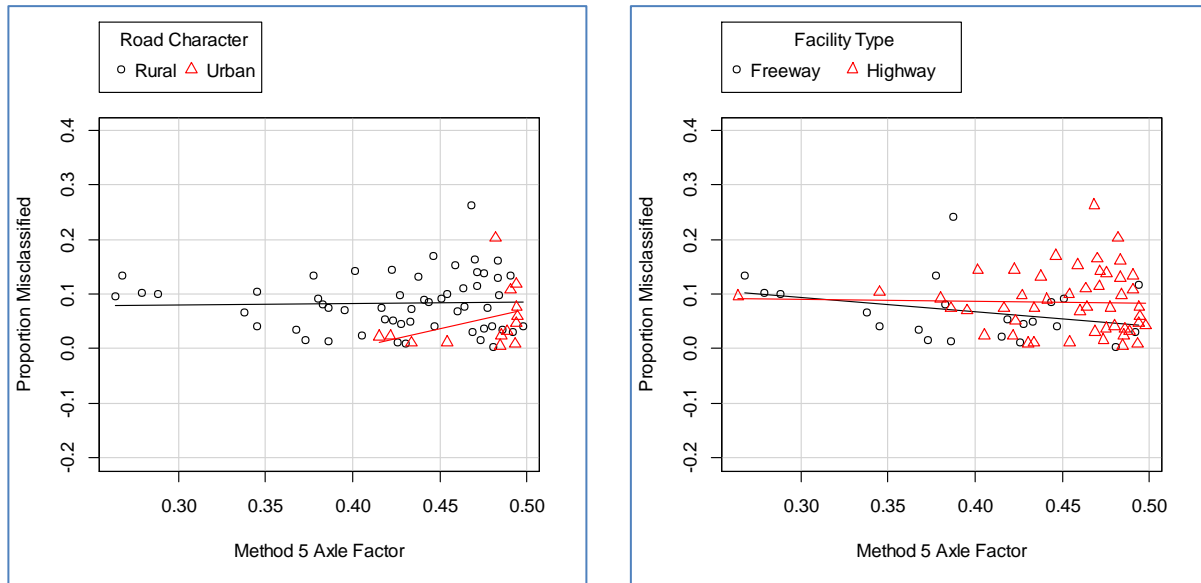 Road Character
Rural Urban
Proportion Misclassified
0.4
0.3
0.2
0.1
0.0
-0.1
-0.2
0.30 0.35 0.40 0.45 0.50
Method 5 Axle Factor
Facility Type
Freeway Highway
Proportion Misclassified
0.4
0.3
0.2
0.1
0.0
-0.1
-0.2
0.30 0.35 0.40 0.45 0.50
Method 5 Axle Factor